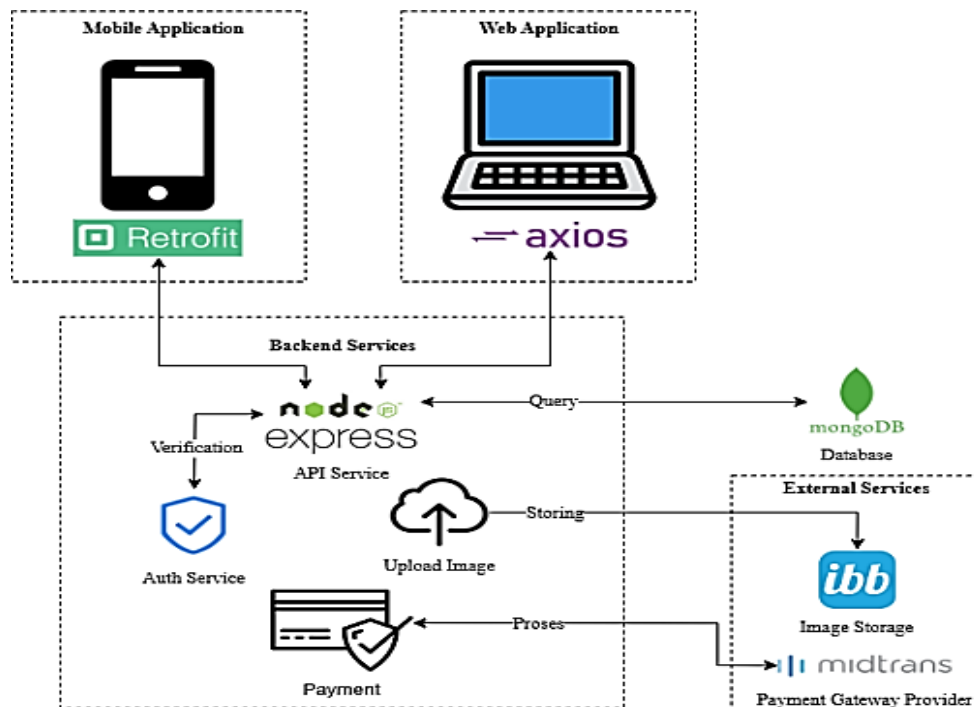 Mobile Application
Web Application
Retrofit
axios
Backend Services
node
JS
express
API Service
Query
mongoDB
Database
Verification
Auth Service
Upload Image
Storing
External Services
ibb
Image Storage
Payment
Proses
midtrans
Payment Gateway Provider